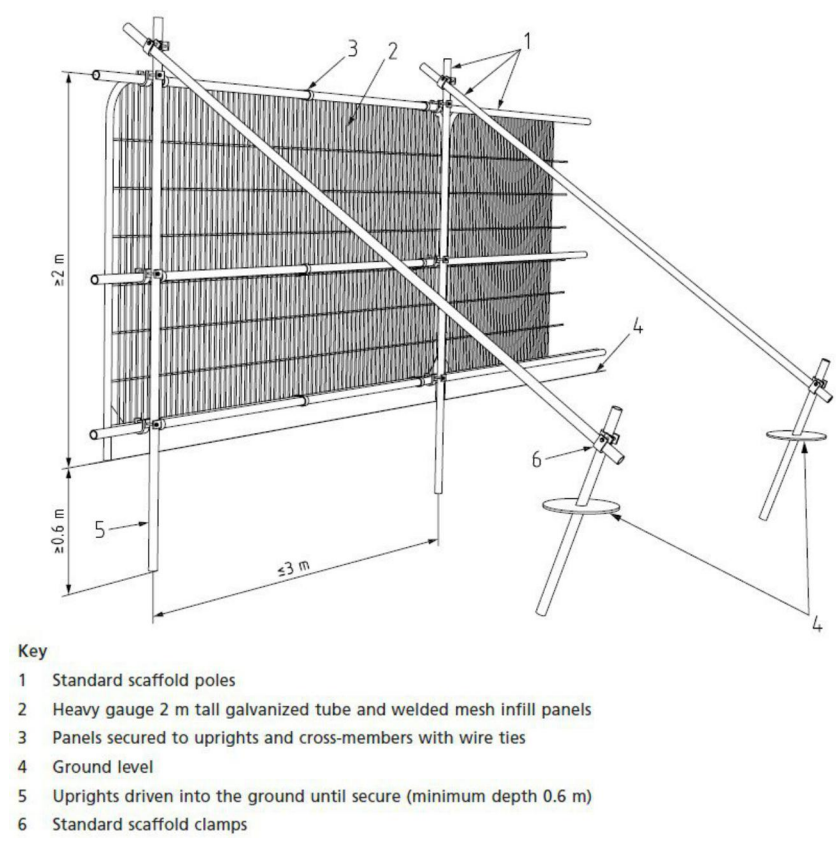 1
3
2
≥2 m
4
6
5
≥0.6 m
≤3 m
4
Key
1 Standard scaffold poles
2 Heavy gauge 2 m tall galvanized tube and welded mesh infill panels
3 Panels secured to uprights and cross-members with wire ties
4 Ground level
5 Uprights driven into the ground until secure (minimum depth 0.6 m)
6 Standard scaffold clamps